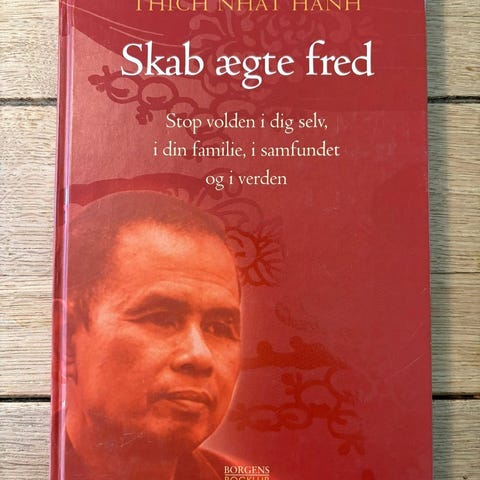 THICH NHAT HANH
Skab ægte fred
Stop volden i dig selv,
i din familie, i samfundet
og i verden
BORGENS
BOGKLUB